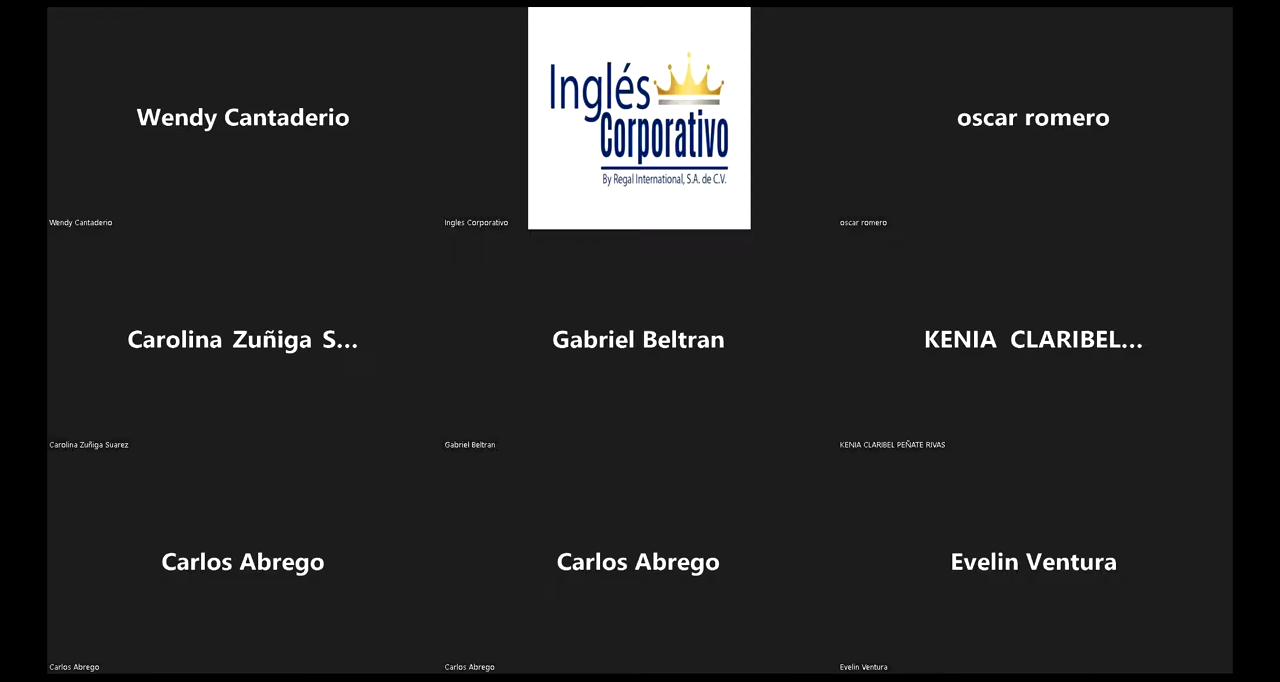 Wendy Cantaderio
Inglés
Corporativo
By Regal International, S.A. de C.V.
oscar romero
Wendy Cantaderio
Ingles Corporativo
oscar romero
Carolina Zuñiga S...
Gabriel Beltran
KENIA CLARIBEL...
Carolina Zuñiga Suarez
Gabriel Beltran
KENIA CLARIBEL PEÑATE RIVAS
Carlos Abrego
Carlos Abrego
Evelin Ventura
Carlos Abrego
Carlos Abrego
Evelin Ventura